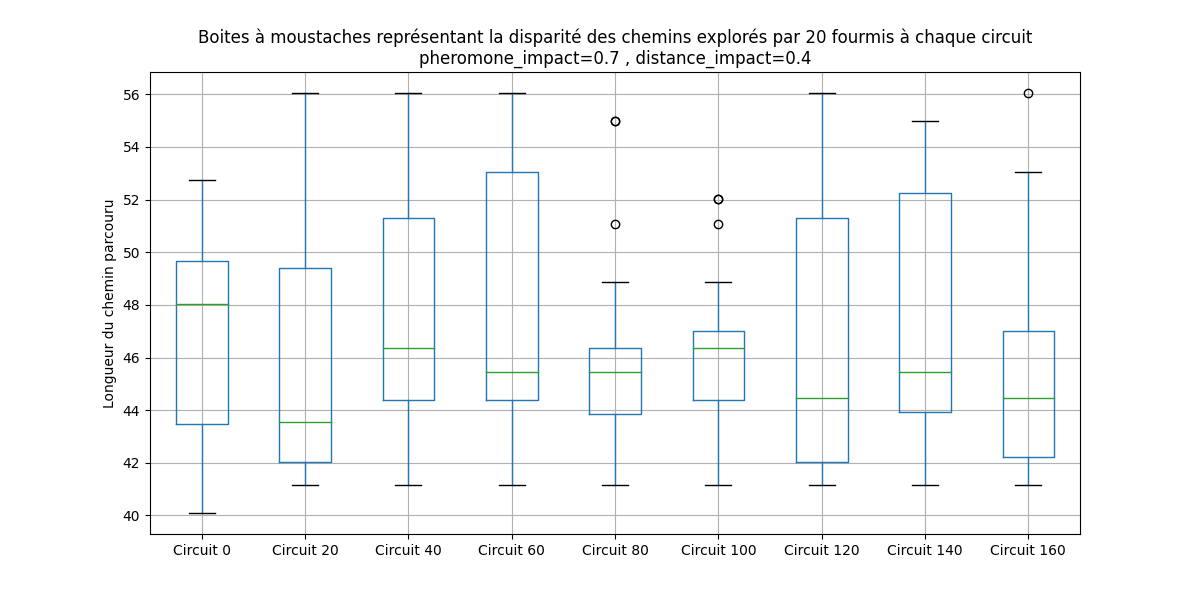 Boites à moustaches représentant la disparité des chemins explorés par 20 fourmis à chaque circuit
pheromone_impact=0.7 , distance_impact=0.4
Longueur du chemin parcouru
56
54
52
50
48
46
44
42
40
Circuit 0
Circuit 20
Circuit 40
Circuit 60
Circuit 80
Circuit 100
Circuit 120
Circuit 140
Circuit 160